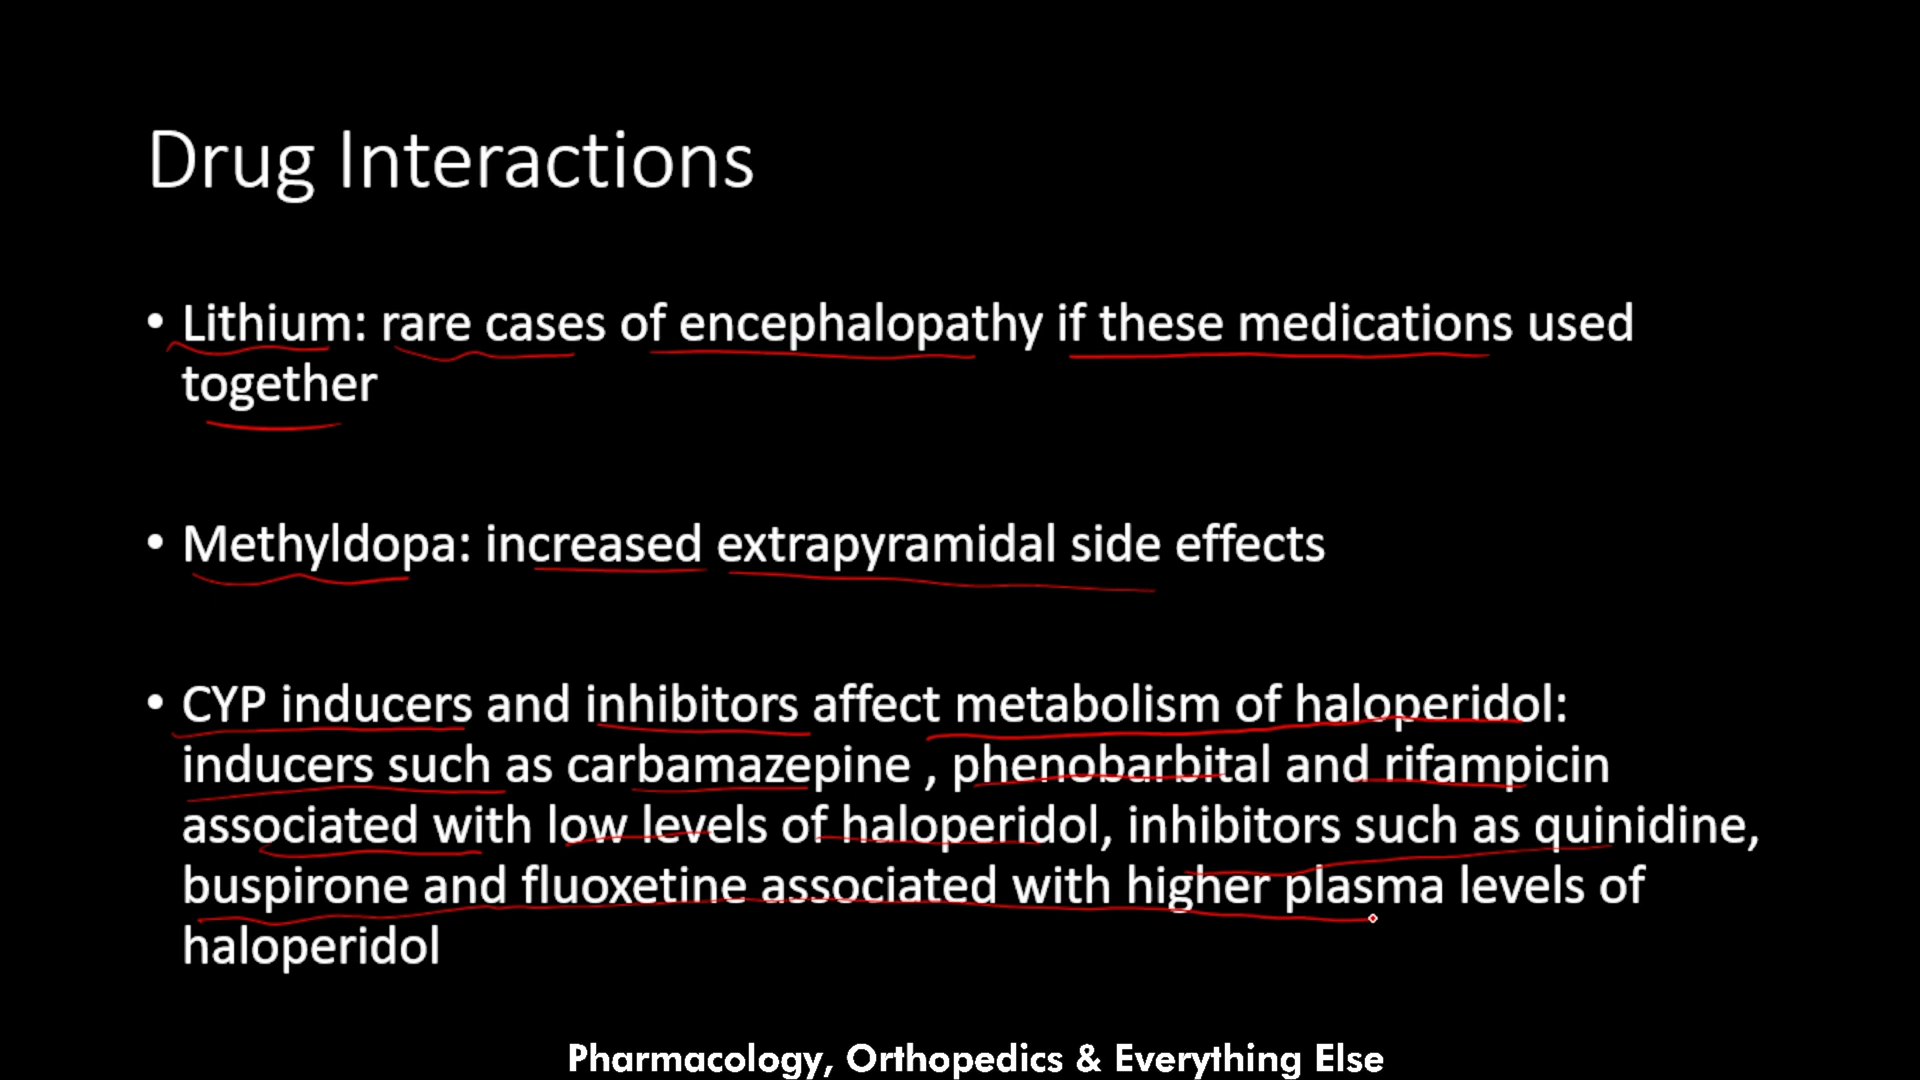 Drug Interactions
• Lithium: rare cases of encephalopathy if these medications used
together
• Methyldopa: increased extrapyramidal side effects
• CYP inducers and inhibitors affect metabolism of haloperidol:
inducers such as carbamazepine , phenobarbital and rifampicin
associated with low levels of haloperidol, inhibitors such as quinidine,
buspirone and fluoxetine associated with higher plasma levels of
haloperidol
Pharmacology, Orthopedics & Everything Else